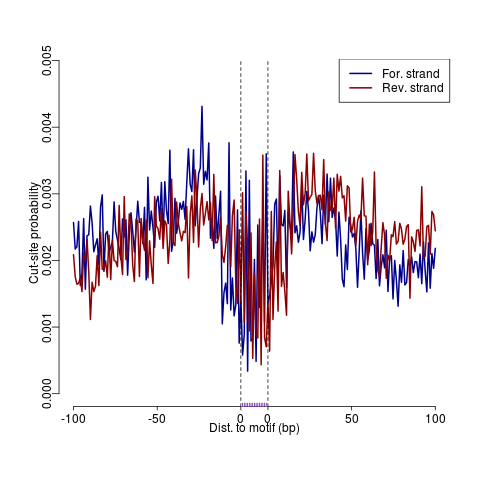 For. strand
Rev. strand
Cut-site probability
0.005
0.004
0.003
0.002
0.001
0.000
-100 -50 0 0 50 100
Dist. to motif (bp)